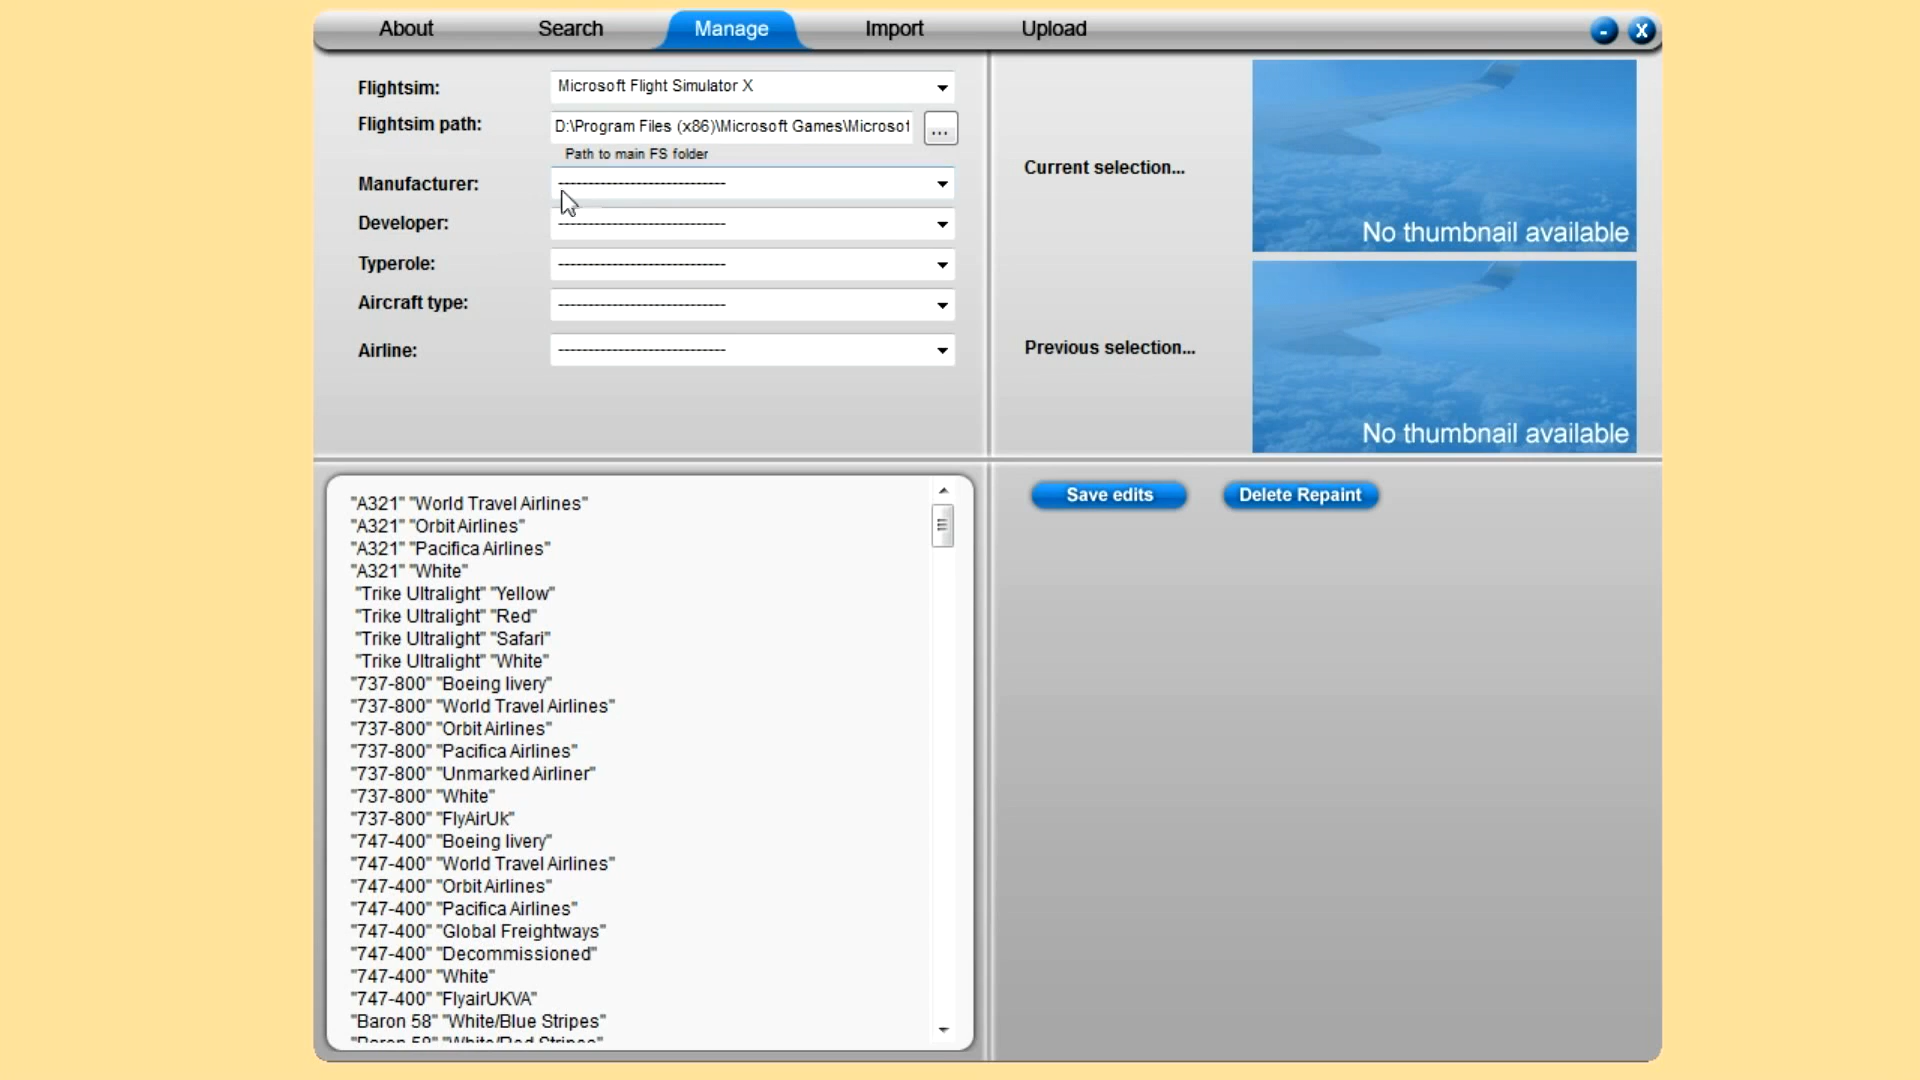 About Search Manage Import Upload - X
Flightsim: Microsoft Flight Simulator X
Flightsim path: D:\Program Files (x86)\Microsoft Games\Microsof ...
Path to main FS folder
Manufacturer: ----------------------------
Developer: ----------------------------
Typerole: ----------------------------
Aircraft type: ----------------------------
Airline: ----------------------------
Current selection...
No thumbnail available
Previous selection...
No thumbnail available
"A321" "World Travel Airlines"
"A321" "Orbit Airlines"
"A321" "Pacifica Airlines"
"A321" "White"
"Trike Ultralight" "Yellow"
"Trike Ultralight" "Red"
"Trike Ultralight" "Safari"
"Trike Ultralight" "White"
"737-800" "Boeing livery"
"737-800" "World Travel Airlines"
"737-800" "Orbit Airlines"
"737-800" "Pacifica Airlines"
"737-800" "Unmarked Airliner"
"737-800" "White"
"737-800" "FlyAirUk"
"747-400" "Boeing livery"
"747-400" "World Travel Airlines"
"747-400" "Orbit Airlines"
"747-400" "Pacifica Airlines"
"747-400" "Global Freightways"
"747-400" "Decommissioned"
"747-400" "White"
"747-400" "FlyairUKVA"
"Baron 58" "White/Blue Stripes"
"Baron 58" "White/Red Stripes"
Save edits Delete Repaint